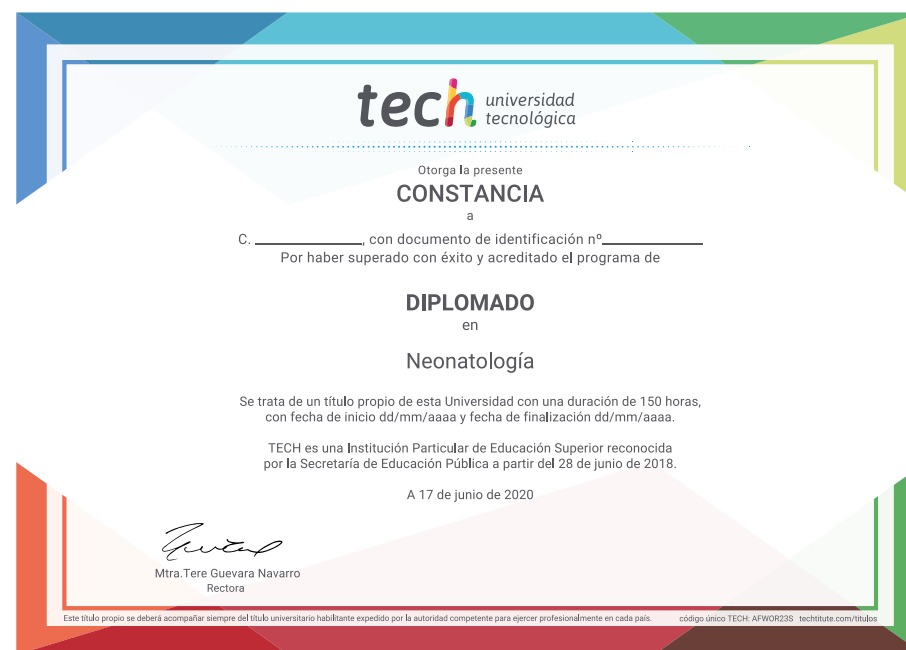 tech universidad
tecnológica
Otorga la presente
CONSTANCIA
a
C. ______________, con documento de identificación nº_____________
Por haber superado con éxito y acreditado el programa de
DIPLOMADO
en
Neonatología
Se trata de un título propio de esta Universidad con una duración de 150 horas,
con fecha de inicio dd/mm/aaaa y fecha de finalización dd/mm/aaaa.
TECH es una Institución Particular de Educación Superior reconocida
por la Secretaría de Educación Pública a partir del 28 de junio de 2018.
A 17 de junio de 2020
Mtra.Tere Guevara Navarro
Rectora
Este título propio se deberá acompañar siempre del título universitario habilitante expedido por la autoridad competente para ejercer profesionalmente en cada país. código único TECH: AFWOR23S techtitute.com/titulos